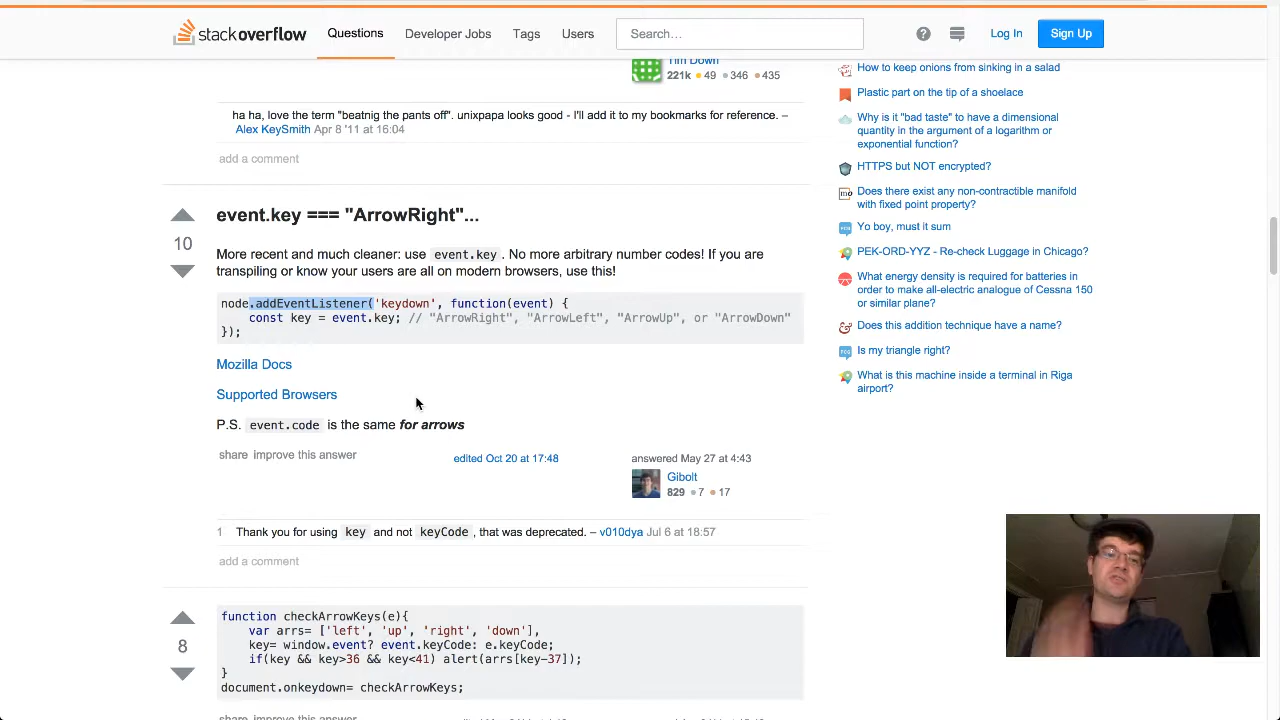 stackoverflow
Questions
Developer Jobs
Tags
Users
Search…
?
Log In
Sign Up
Tim Down
221k 49 346 435
ha ha, love the term "beatnig the pants off". unixpapa looks good - I'll add it to my bookmarks for reference. –
Alex KeySmith Apr 8 '11 at 16:04
add a comment
event.key === "ArrowRight"...
10
More recent and much cleaner: use event.key . No more arbitrary number codes! If you are
transpiling or know your users are all on modern browsers, use this!
node.addEventListener('keydown', function(event) {
const key = event.key; // "ArrowRight", "ArrowLeft", "ArrowUp", or "ArrowDown"
});
Mozilla Docs
Supported Browsers
P.S. event.code is the same for arrows
share improve this answer
edited Oct 20 at 17:48
answered May 27 at 4:43
Gibolt
829 7 17
1 Thank you for using key and not keyCode , that was deprecated. – v010dya Jul 6 at 18:57
add a comment
8
function checkArrowKeys(e){
var arrs= ['left', 'up', 'right', 'down'],
key= window.event? event.keyCode: e.keyCode;
if(key && key>36 && key<41) alert(arrs[key-37]);
}
document.onkeydown= checkArrowKeys;
share improve this answer
How to keep onions from sinking in a salad
Plastic part on the tip of a shoelace
Why is it "bad taste" to have a dimensional
quantity in the argument of a logarithm or
exponential function?
HTTPS but NOT encrypted?
Does there exist any non-contractible manifold
with fixed point property?
Yo boy, must it sum
PEK-ORD-YYZ - Re-check Luggage in Chicago?
What energy density is required for batteries in
order to make all-electric analogue of Cessna 150
or similar plane?
Does this addition technique have a name?
Is my triangle right?
What is this machine inside a terminal in Riga
airport?